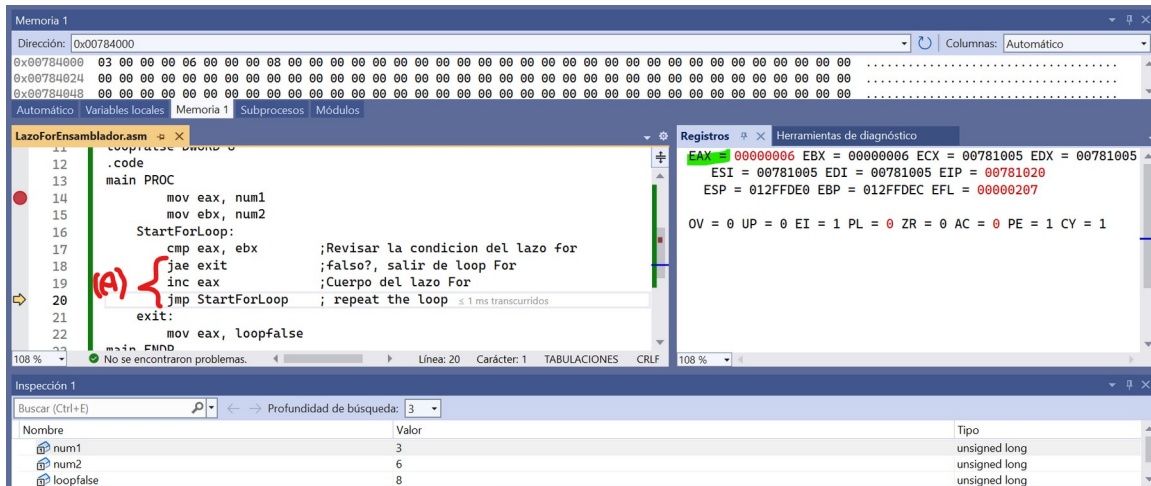 Memoria 1
Dirección: 0x00784000 Columnas: Automático
0x00784000 03 00 00 00 06 00 00 00 08 00 00 00 00 00 00 00 00 00 00 00 00 00 00 00 00 00 00 00 00 00 00 00 00 00 00 00 ....................................
0x00784024 00 00 00 00 00 00 00 00 00 00 00 00 00 00 00 00 00 00 00 00 00 00 00 00 00 00 00 00 00 00 00 00 00 00 00 00 ....................................
0x00784048 00 00 00 00 00 00 00 00 00 00 00 00 00 00 00 00 00 00 00 00 00 00 00 00 00 00 00 00 00 00 00 00 00 00 00 00 ....................................
Automático Variables locales Memoria 1 Subprocesos Módulos
LazoForEnsamblador.asm
11 loopfalse DWORD 8
12 .code
13 main PROC
14 mov eax, num1
15 mov ebx, num2
16 StartForLoop:
17 cmp eax, ebx ;Revisar la condicion del lazo for
18 jae exit ;falso?, salir de loop For
19 inc eax ;Cuerpo del lazo For
20 jmp StartForLoop ; repeat the loop ≤ 1 ms transcurridos
21 exit:
22 mov eax, loopfalse
23 main ENDP
(A)
108 % No se encontraron problemas. Línea: 20 Carácter: 1 TABULACIONES CRLF
Registros Herramientas de diagnóstico
EAX = 00000006 EBX = 00000006 ECX = 00781005 EDX = 00781005
ESI = 00781005 EDI = 00781005 EIP = 00781020
ESP = 012FFDE0 EBP = 012FFDEC EFL = 00000207
OV = 0 UP = 0 EI = 1 PL = 0 ZR = 0 AC = 0 PE = 1 CY = 1
108 %
Inspección 1
Buscar (Ctrl+E) Profundidad de búsqueda: 3
Nombre Valor Tipo
num1 3 unsigned long
num2 6 unsigned long
loopfalse 8 unsigned long